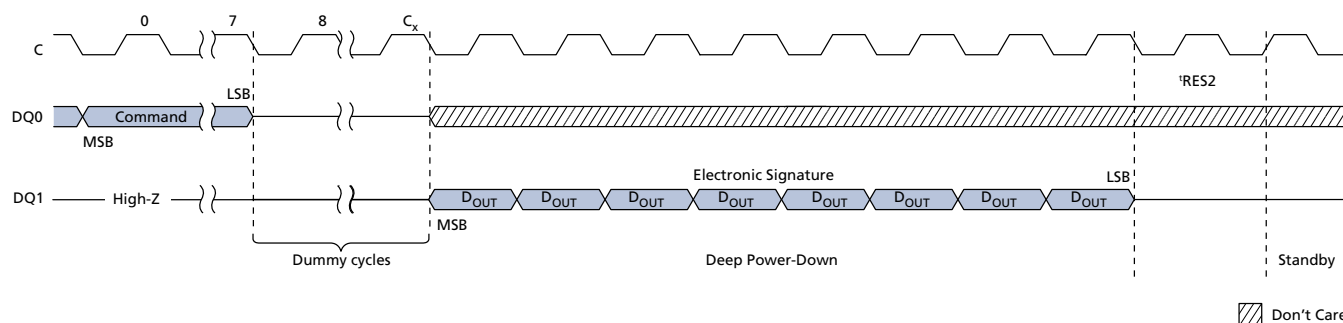 0 7 8 Cx
C
tRES2
LSB
DQ0 Command
MSB
Electronic Signature LSB
DQ1 High-Z DOUT DOUT DOUT DOUT DOUT DOUT DOUT DOUT
MSB
Dummy cycles Deep Power-Down Standby
Don't Care